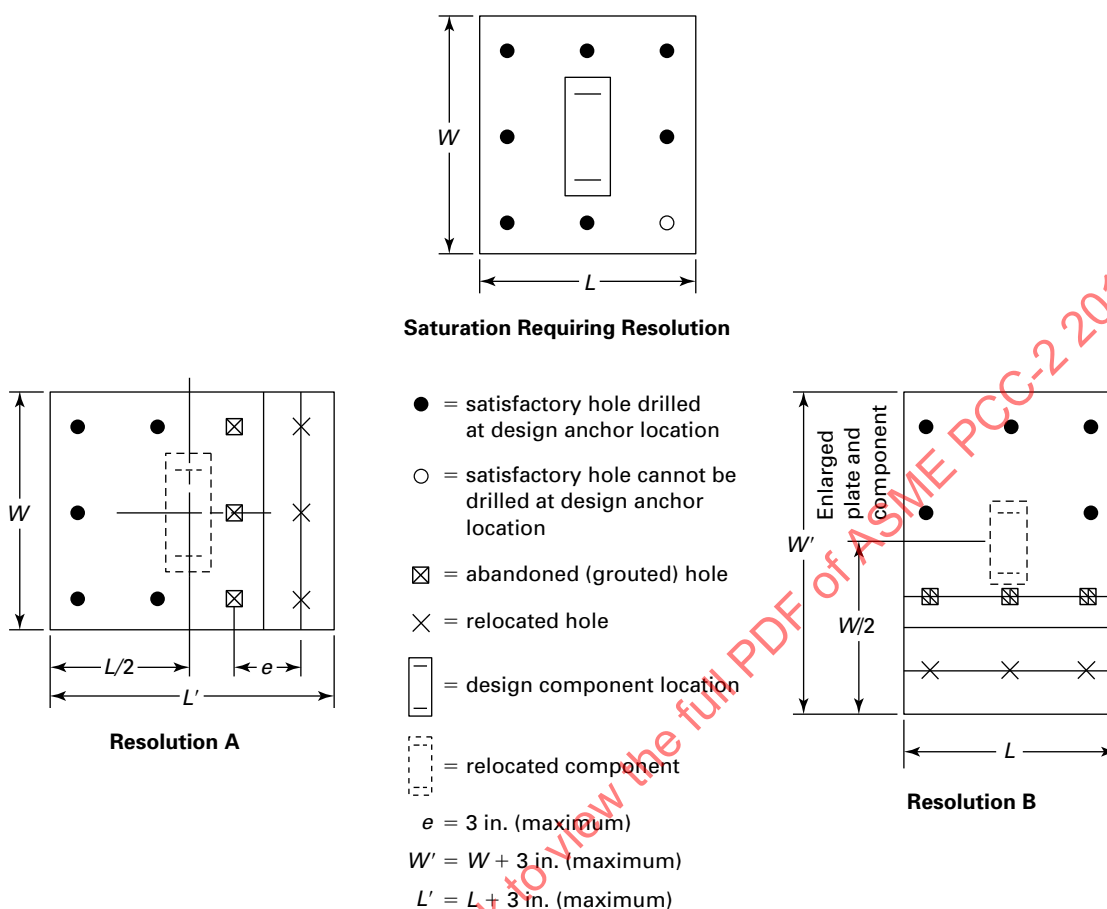 W
L
Saturation Requiring Resolution
W
L/2
e
L′
Resolution A
= satisfactory hole drilled
at design anchor location
= satisfactory hole cannot be
drilled at design anchor
location
= abandoned (grouted) hole
= relocated hole
= design component location
= relocated component
e = 3 in. (maximum)
W′ = W + 3 in. (maximum)
L′ = L + 3 in. (maximum)
Enlarged
plate and
component
W′
W/2
L
Resolution B
to view the full PDF of ASME PCC-2 201